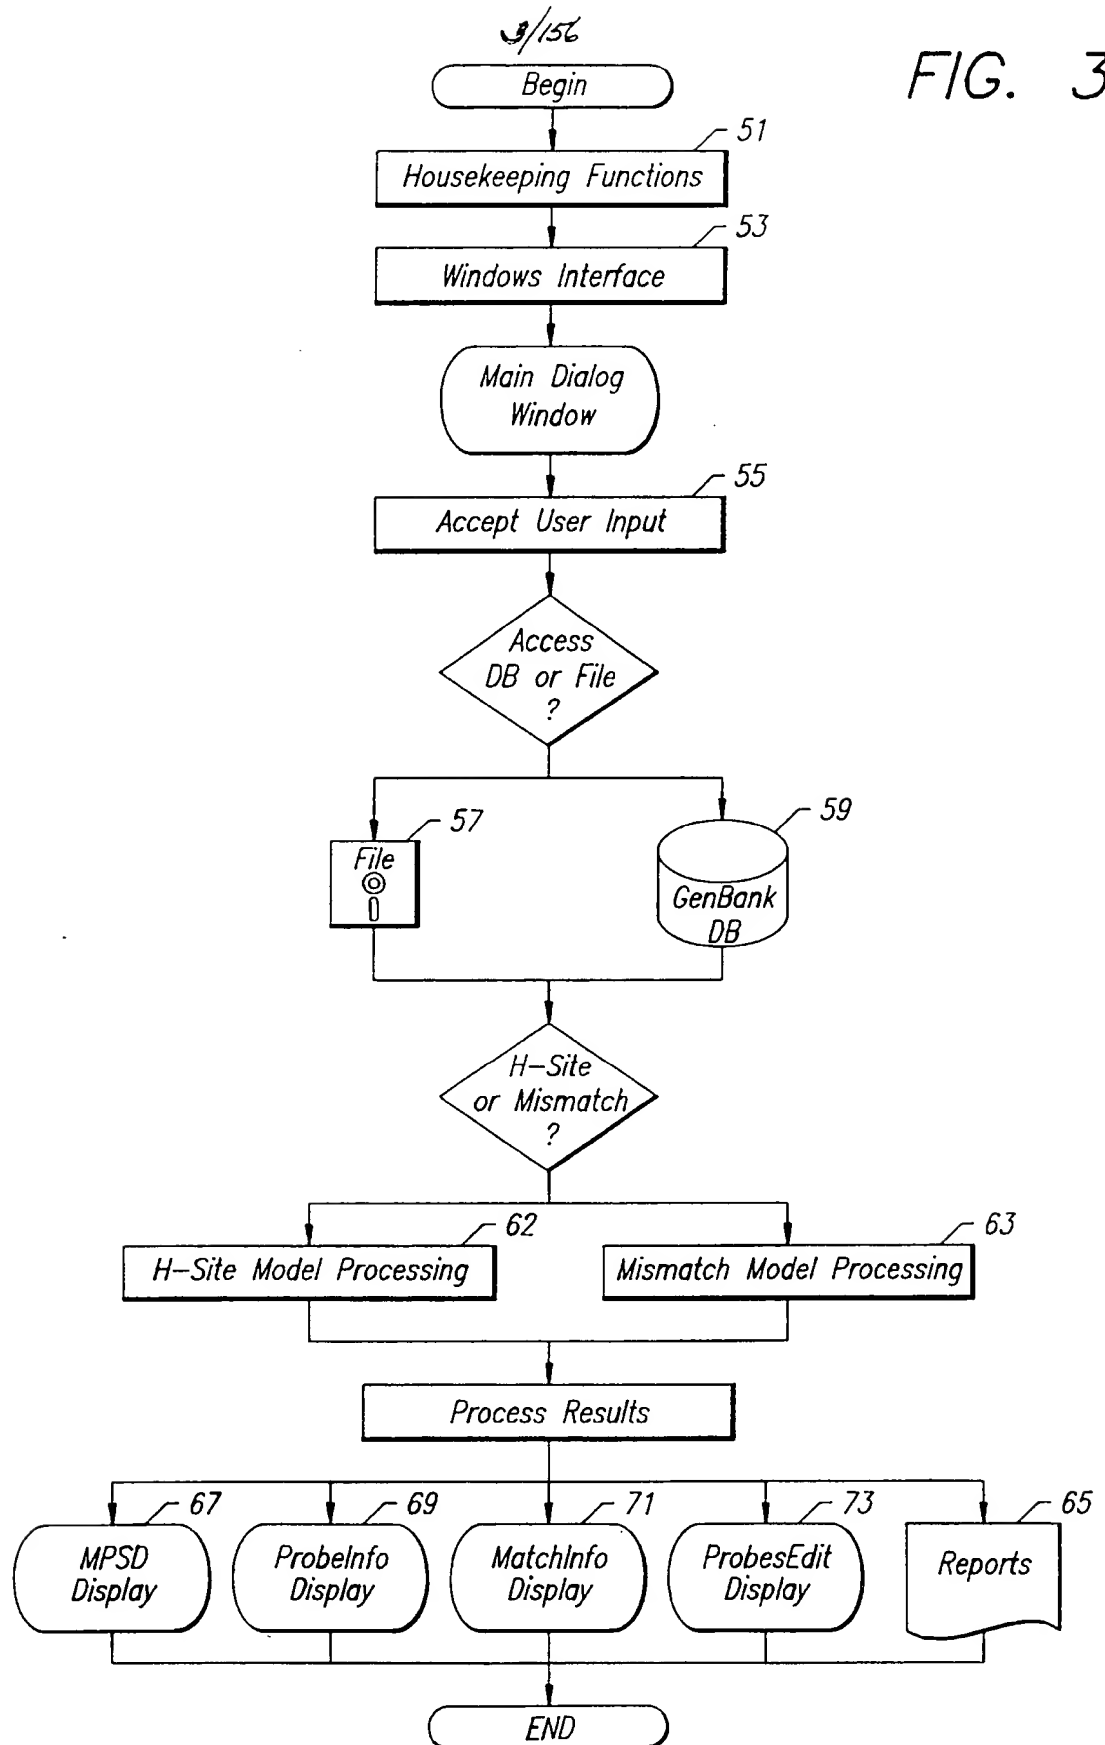 3/156
FIG. 3
Begin
51
Housekeeping Functions
53
Windows Interface
Main Dialog
Window
55
Accept User Input
Access
DB or File
?
57
File
59
GenBank
DB
H-Site
or Mismatch
?
62
H-Site Model Processing
63
Mismatch Model Processing
Process Results
67
MPSD
Display
69
ProbeInfo
Display
71
MatchInfo
Display
73
ProbesEdit
Display
65
Reports
END